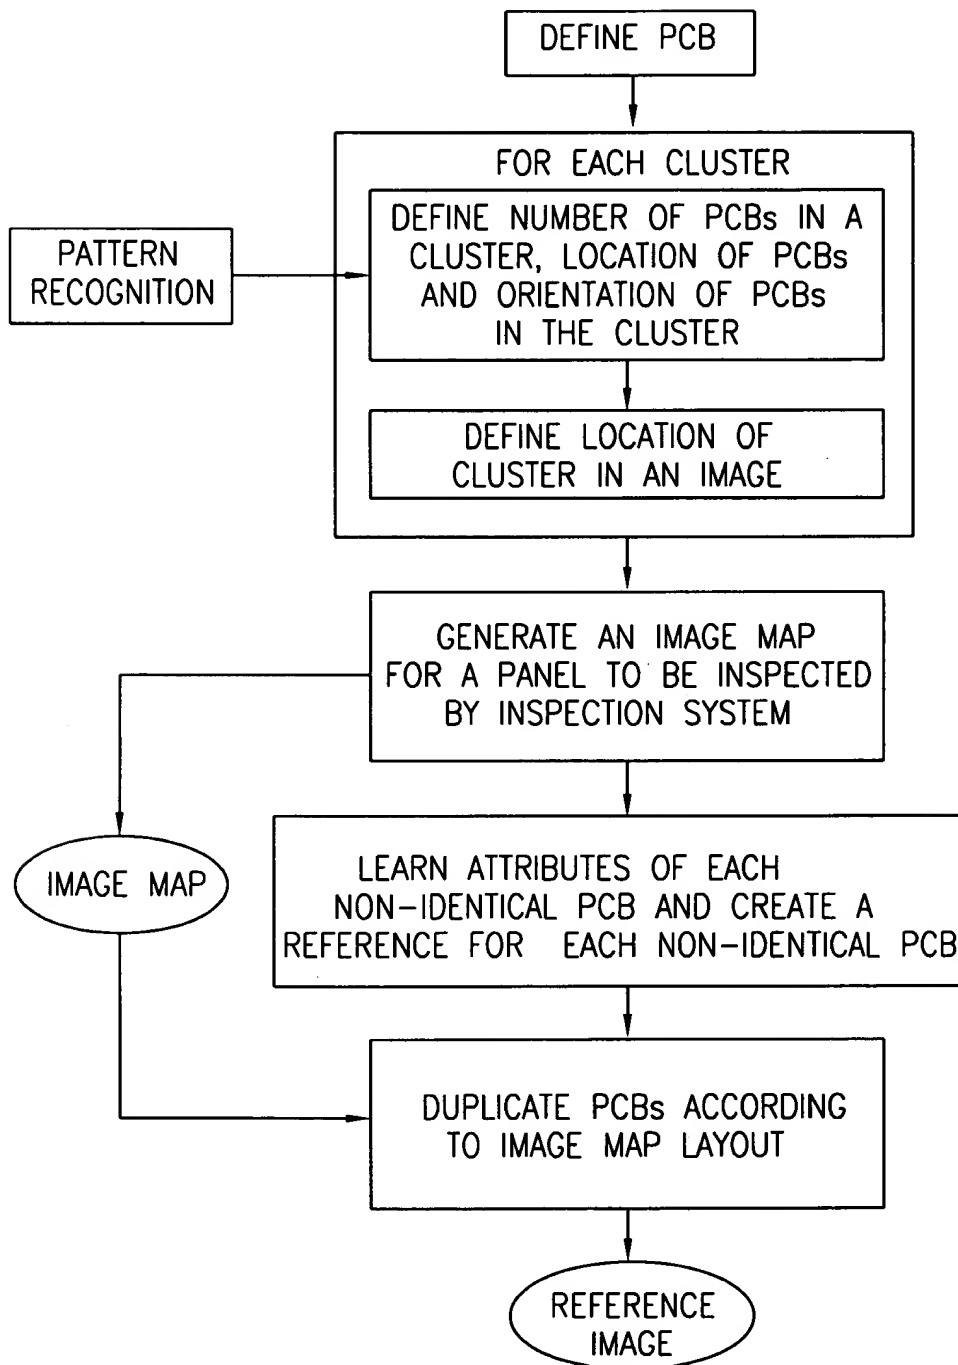 DEFINE PCB
FOR EACH CLUSTER
DEFINE NUMBER OF PCBs IN A
CLUSTER, LOCATION OF PCBs
AND ORIENTATION OF PCBs
IN THE CLUSTER
PATTERN
RECOGNITION
DEFINE LOCATION OF
CLUSTER IN AN IMAGE
GENERATE AN IMAGE MAP
FOR A PANEL TO BE INSPECTED
BY INSPECTION SYSTEM
IMAGE MAP
LEARN ATTRIBUTES OF EACH
NON-IDENTICAL PCB AND CREATE A
REFERENCE FOR EACH NON-IDENTICAL PCB
DUPLICATE PCBs ACCORDING
TO IMAGE MAP LAYOUT
REFERENCE
IMAGE